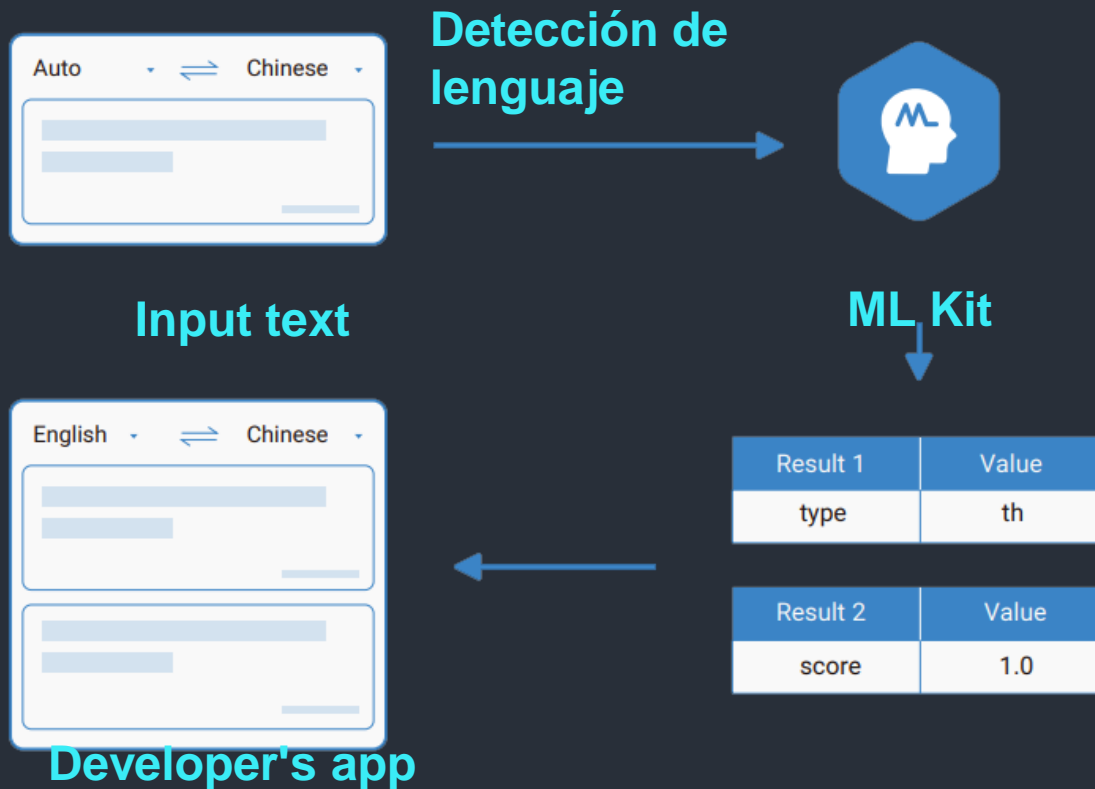 Detección de
lenguaje
Auto Chinese
Input text
ML Kit
English Chinese
Result 1 Value
type th
Result 2 Value
score 1.0
Developer's app